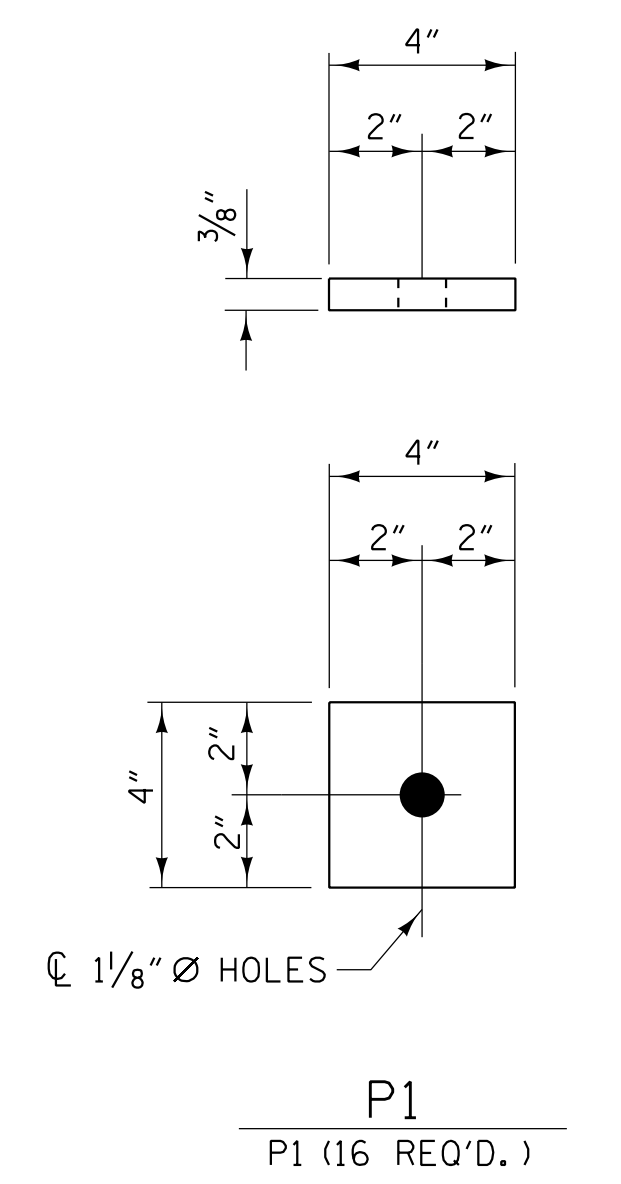 4"
2" 2"
3/8"
4"
2" 2"
2"
4"
2"
℄ 1 1/8" Ø HOLES
P1
P1 (16 REQ'D. )